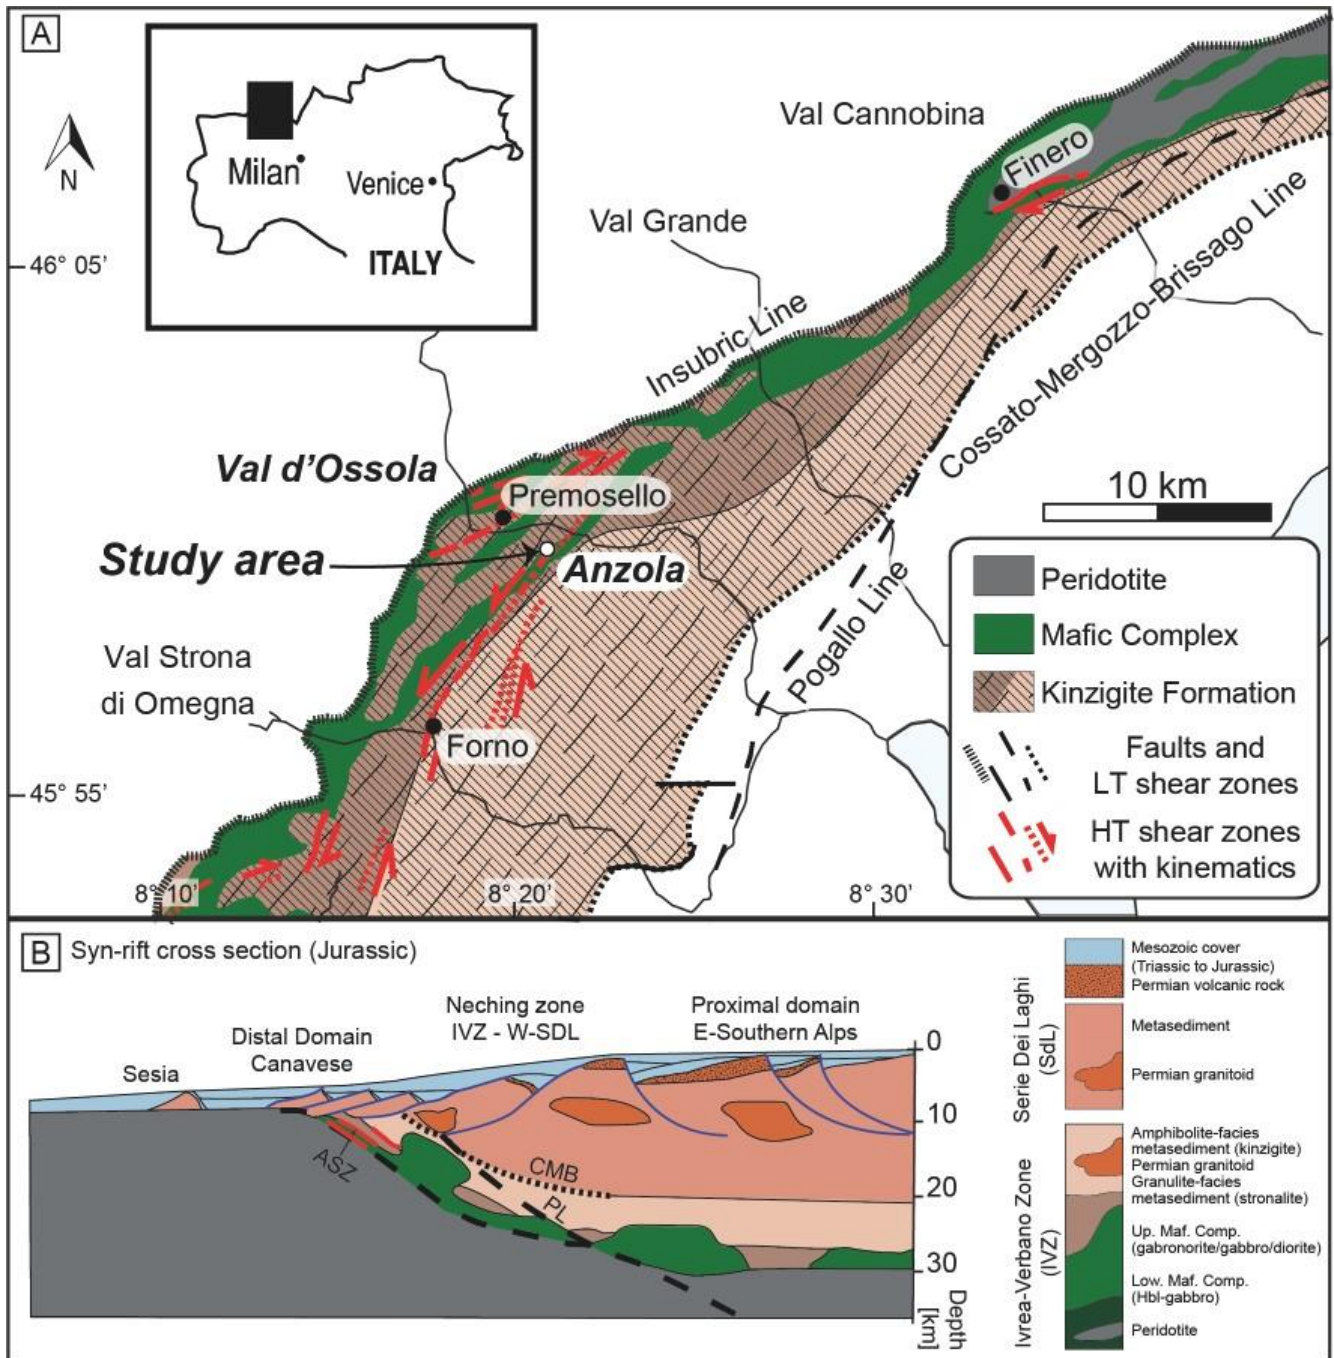 A
N
Milan
Venice
ITALY
46° 05'
45° 55'
Val Cannobina
Finero
Val Grande
Insubric Line
Cossato-Mergozzo-Brissago Line
Val d'Ossola
Premosello
Study area
Anzola
Pogallo Line
Val Strona
di Omegna
Forno
8° 10'
8° 20'
8° 30'
10 km
Peridotite
Mafic Complex
Kinzigite Formation
Faults and
LT shear zones
HT shear zones
with kinematics
B
Syn-rift cross section (Jurassic)
Sesia
Distal Domain
Canavese
Neching zone
IVZ - W-SDL
Proximal domain
E-Southern Alps
ASZ
CMB
PL
0
10
20
30
Depth
[km]
Serie Dei Laghi
(SdL)
Mesozoic cover
(Triassic to Jurassic)
Permian volcanic rock
Metasediment
Permian granitoid
Ivrea-Verbano Zone
(IVZ)
Amphibolite-facies
metasediment (kinzigite)
Permian granitoid
Granulite-facies
metasediment (stronalite)
Up. Maf. Comp.
(gabronorite/gabbro/diorite)
Low. Maf. Comp.
(Hbl-gabbro)
Peridotite